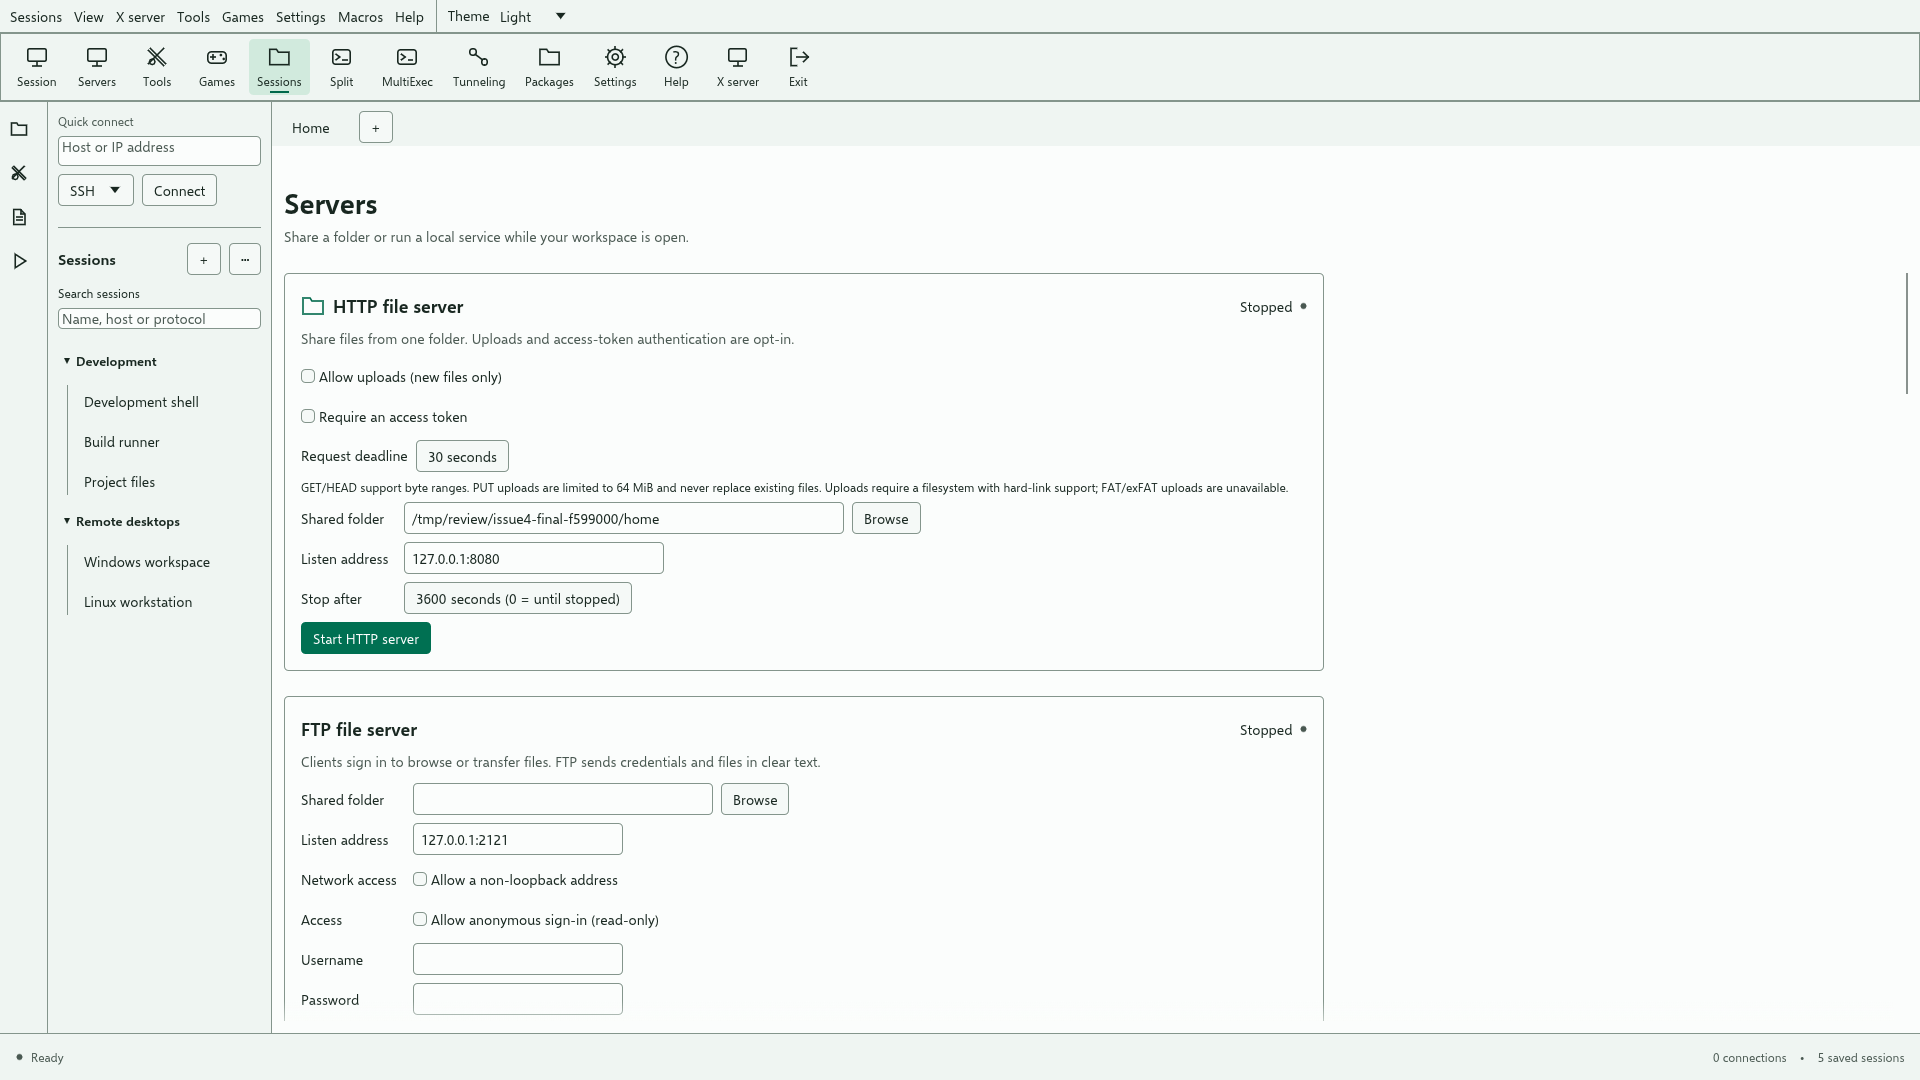 Sessions View X server Tools Games Settings Macros Help Theme Light
Session Servers Tools Games Sessions Split MultiExec Tunneling Packages Settings Help X server Exit
Quick connect
Host or IP address
SSH Connect
Sessions + ...
Search sessions
Name, host or protocol
Development
Development shell
Build runner
Project files
Remote desktops
Windows workspace
Linux workstation
Home +
Servers
Share a folder or run a local service while your workspace is open.
HTTP file server Stopped
Share files from one folder. Uploads and access-token authentication are opt-in.
Allow uploads (new files only)
Require an access token
Request deadline 30 seconds
GET/HEAD support byte ranges. PUT uploads are limited to 64 MiB and never replace existing files. Uploads require a filesystem with hard-link support; FAT/exFAT uploads are unavailable.
Shared folder /tmp/review/issue4-final-f599000/home Browse
Listen address 127.0.0.1:8080
Stop after 3600 seconds (0 = until stopped)
Start HTTP server
FTP file server Stopped
Clients sign in to browse or transfer files. FTP sends credentials and files in clear text.
Shared folder Browse
Listen address 127.0.0.1:2121
Network access Allow a non-loopback address
Access Allow anonymous sign-in (read-only)
Username
Password
Ready 0 connections • 5 saved sessions